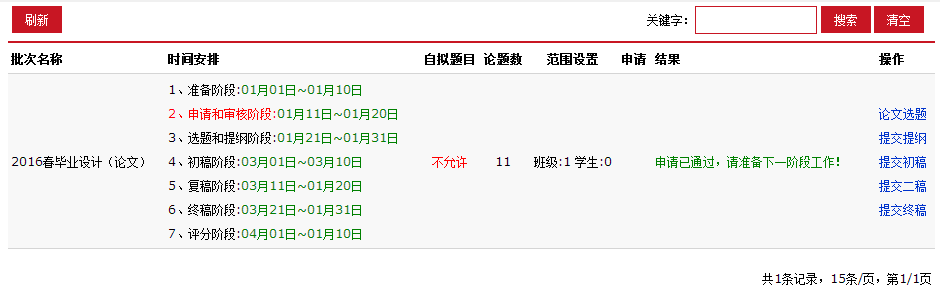 刷新 关键字： 搜索 清空
批次名称 时间安排 自拟题目 论题数 范围设置 申请 结果 操作
1、准备阶段:01月01日~01月10日
2、申请和审核阶段:01月11日~01月20日 论文选题
3、选题和提纲阶段:01月21日~01月31日 提交提纲
2016春毕业设计（论文） 4、初稿阶段:03月01日~03月10日 不允许 11 班级:1 学生:0 申请已通过，请准备下一阶段工作！ 提交初稿
5、复稿阶段:03月11日~01月20日 提交二稿
6、终稿阶段:03月21日~01月31日 提交终稿
7、评分阶段:04月01日~01月10日
共1条记录，15条/页，第1/1页